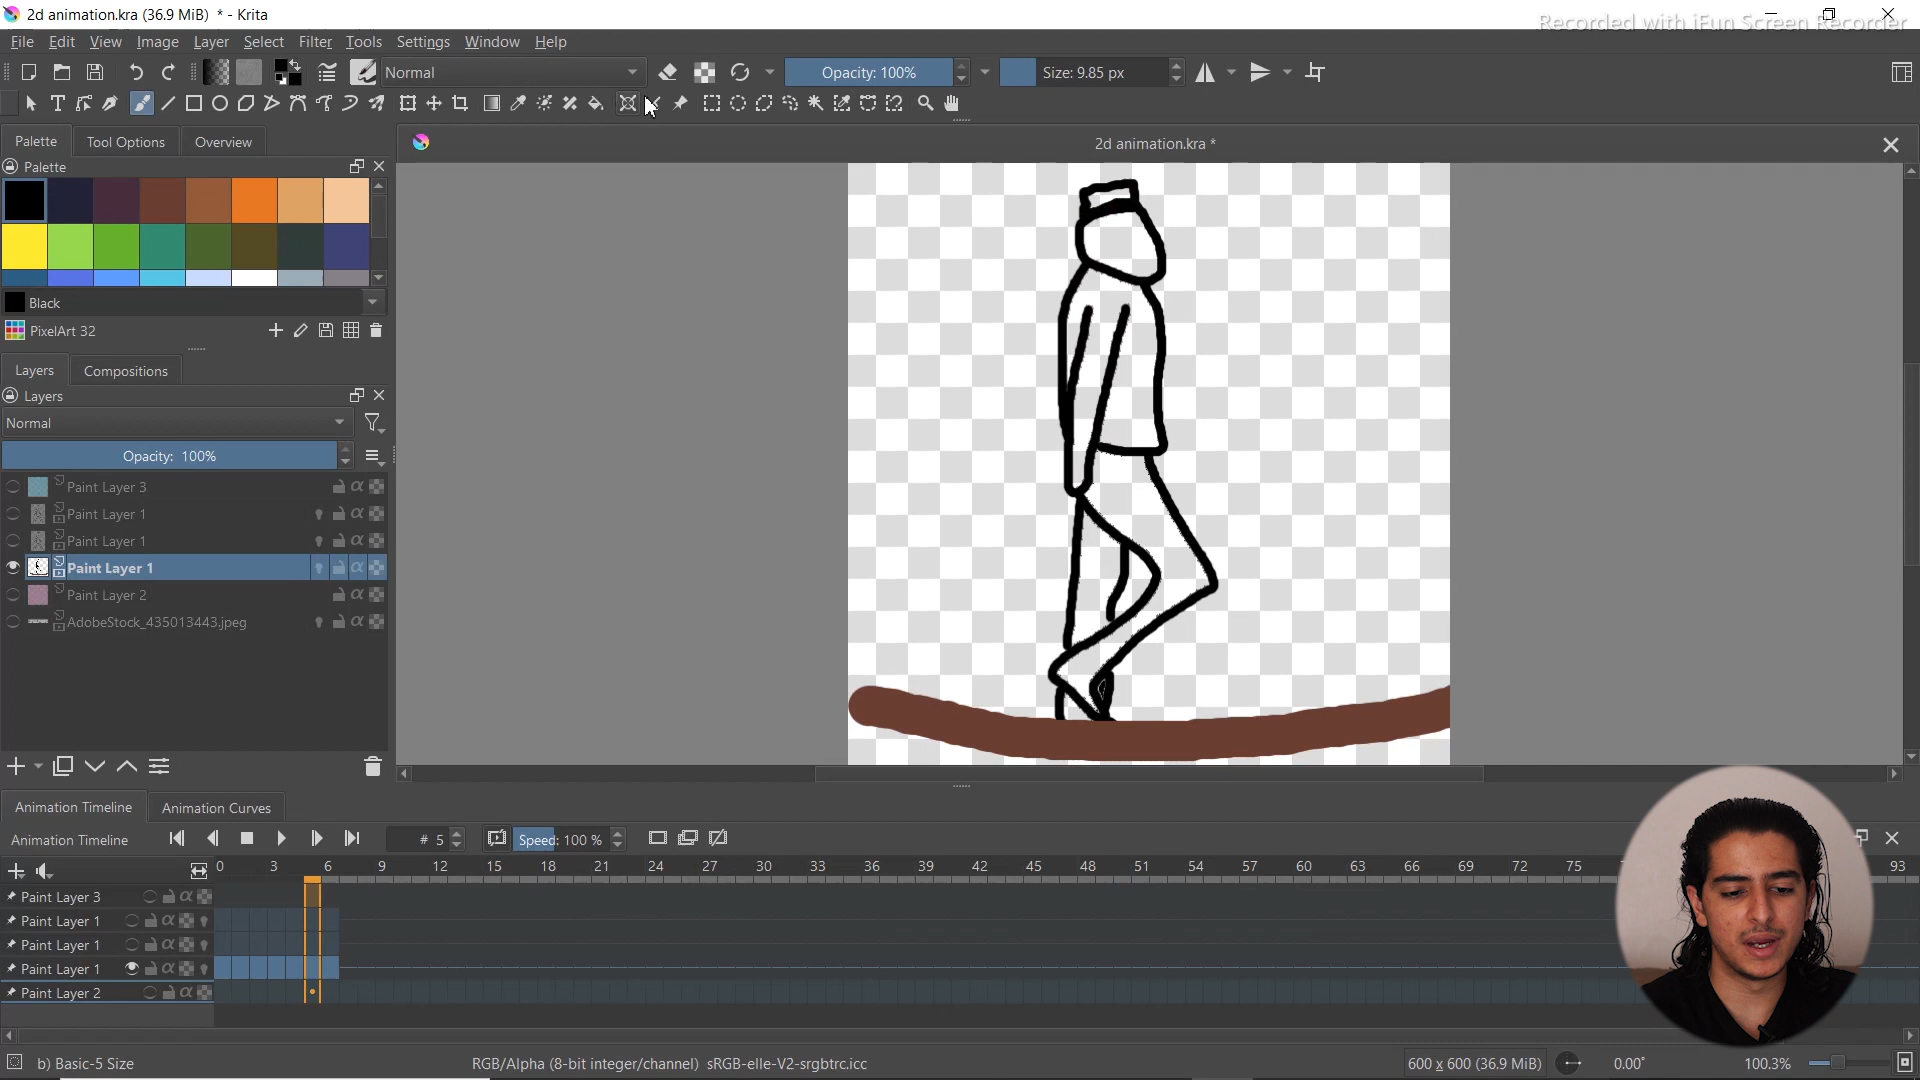 2d animation.kra (36.9 MiB) * - Krita
Recorded with iFun Screen Recorder
File Edit View Image Layer Select Filter Tools Settings Window Help
Normal Opacity: 100% Size: 9.85 px
Palette Tool Options Overview
2d animation.kra *
Palette
Black
PixelArt 32
Layers Compositions
Layers
Normal
Opacity: 100%
Paint Layer 3
Paint Layer 1
Paint Layer 1
Paint Layer 1
Paint Layer 2
AdobeStock_435013443.jpeg
Animation Timeline Animation Curves
Animation Timeline # 5 Speed: 100 %
0 3 6 9 12 15 18 21 24 27 30 33 36 39 42 45 48 51 54 57 60 63 66 69 72 75 93
Paint Layer 3
Paint Layer 1
Paint Layer 1
Paint Layer 1
Paint Layer 2
b) Basic-5 Size RGB/Alpha (8-bit integer/channel) sRGB-elle-V2-srgbtrc.icc 600 x 600 (36.9 MiB) 0.00° 100.3%